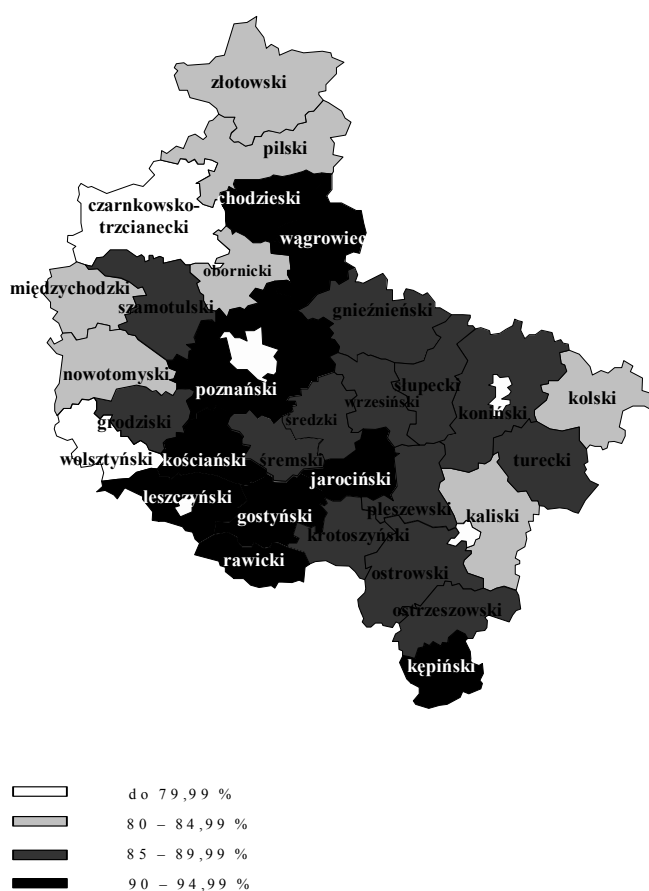 złotowski
pilski
chodzieski
czarnkowsko-
trzcianecki
wągrowiec
obornicki
międzychodzki
szamotulski
gnieźnieński
nowotomyski
poznański
słupecki
wrzesiński
koniński
kolski
grodziski
średzki
wolsztyński
kościański
śremski
turecki
jarociński
leszczyński
pleszewski
kaliski
gostyński
krotoszyński
rawicki
ostrowski
ostrzeszowski
kępiński
do 79,99 %
80 – 84,99 %
85 – 89,99 %
90 – 94,99 %